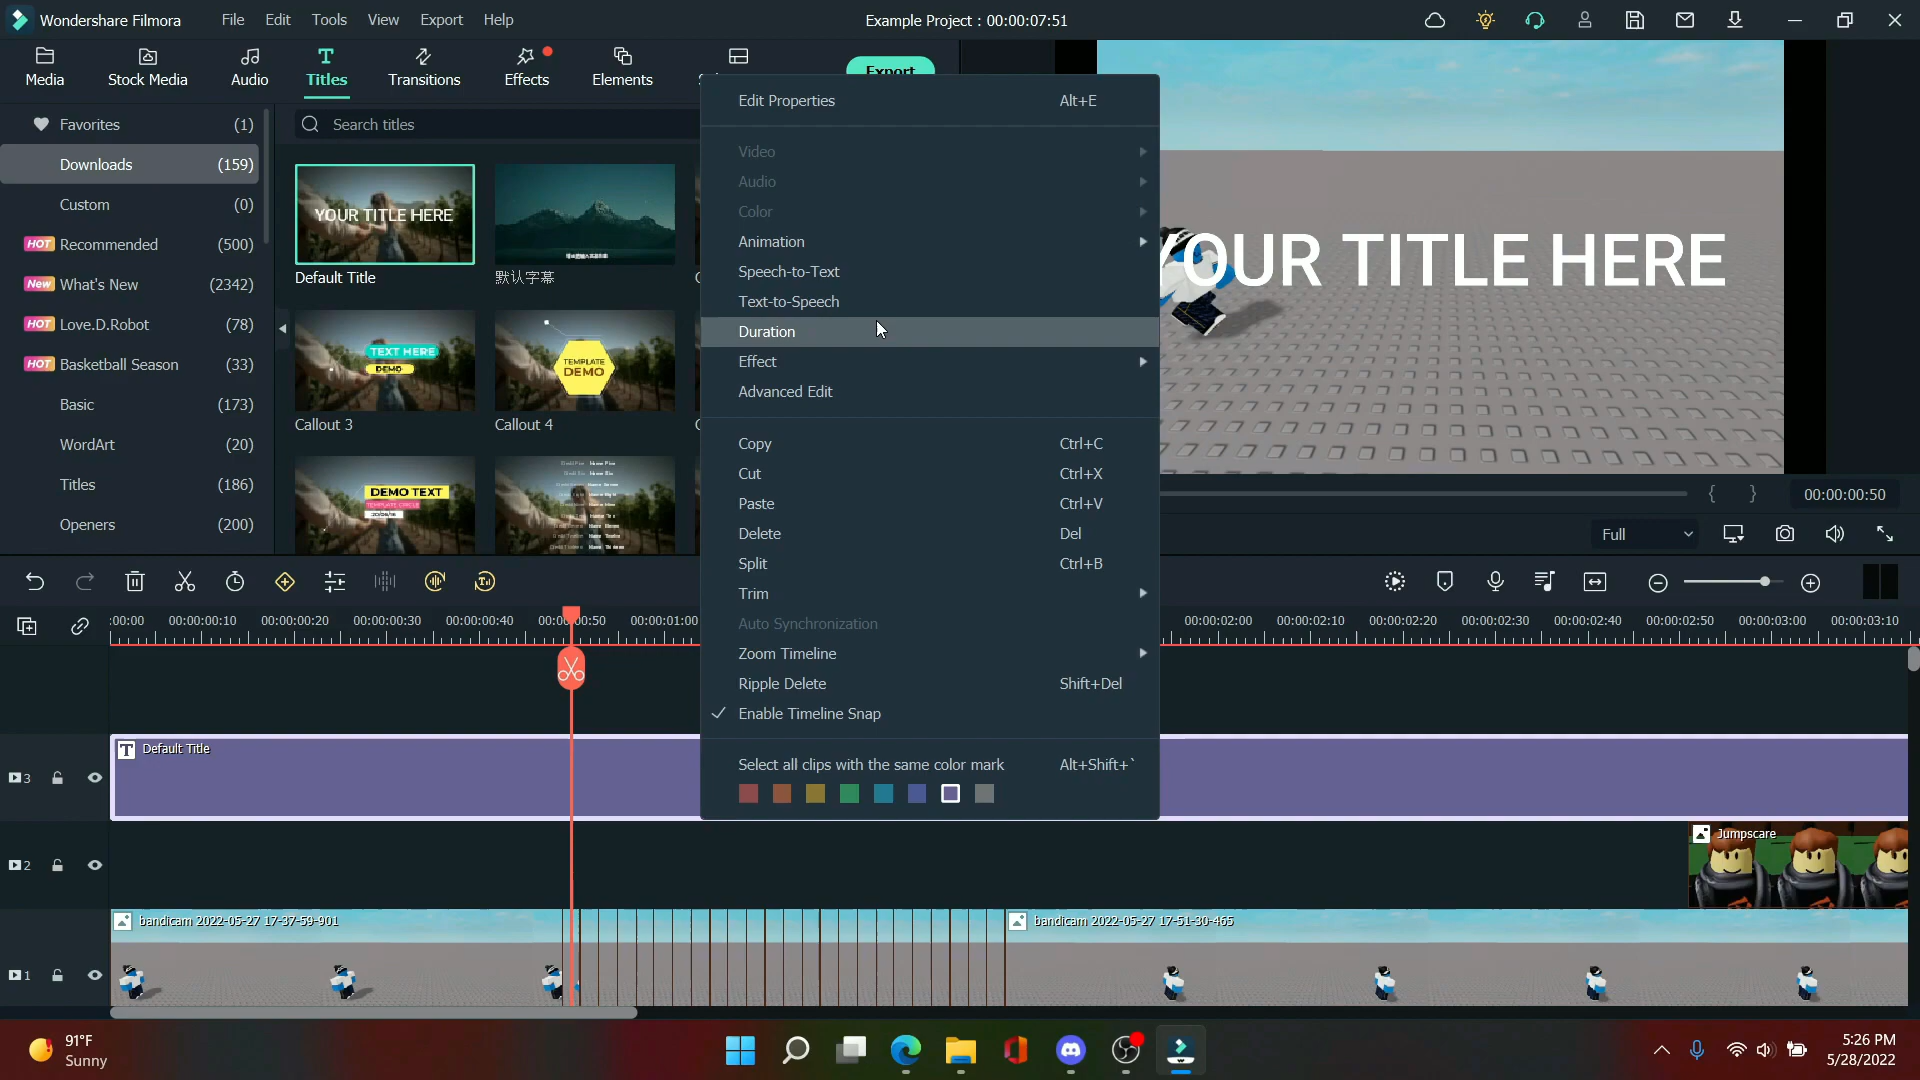 Wondershare Filmora
File
Edit
Tools
View
Export
Help
Example Project : 00:00:07:51
Media
Stock Media
Audio
Titles
Transitions
Effects
Elements
Export
Favorites (1)
Downloads (159)
Custom (0)
HOT Recommended (500)
New What's New (2342)
HOT Love.D.Robot (78)
HOT Basketball Season (33)
Basic (173)
WordArt (20)
Titles (186)
Openers (200)
Search titles
YOUR TITLE HERE
Default Title
默认字幕
TEXT HERE
DEMO
Callout 3
TEMPLATE
DEMO
Callout 4
DEMO TEXT
Edit Properties Alt+E
Video
Audio
Color
Animation
Speech-to-Text
Text-to-Speech
Duration
Effect
Advanced Edit
Copy Ctrl+C
Cut Ctrl+X
Paste Ctrl+V
Delete Del
Split Ctrl+B
Trim
Auto Synchronization
Zoom Timeline
Ripple Delete Shift+Del
Enable Timeline Snap
Select all clips with the same color mark Alt+Shift+`
YOUR TITLE HERE
{ } 00:00:00:50
Full
:00:00 00:00:00:10 00:00:00:20 00:00:00:30 00:00:00:40 00:00:00:50 00:00:01:00 00:00:02:00 00:00:02:10 00:00:02:20 00:00:02:30 00:00:02:40 00:00:02:50 00:00:03:00 00:00:03:10
3
T Default Title
2
Jumpscare
1
bandicam 2022-05-27 17-37-59-901
bandicam 2022-05-27 17-51-30-465
91°F
Sunny
5:26 PM
5/28/2022